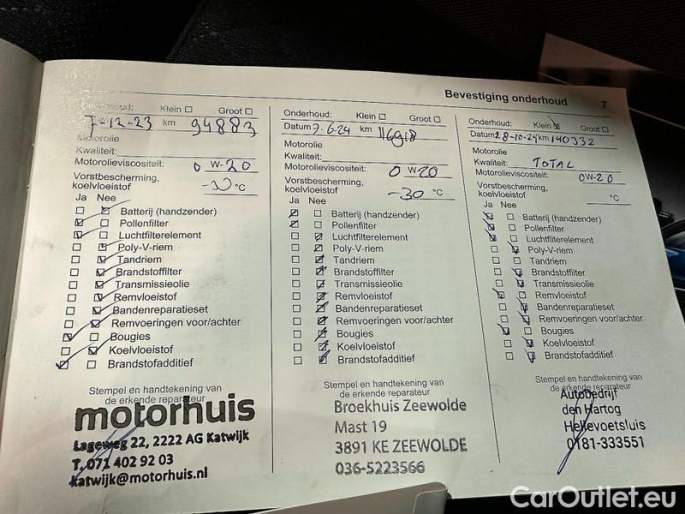 Bevestiging onderhoud 7
Onderhoud: Klein Groot
7-12-23 km 94883
Motorolie
Kwaliteit:
Motorolieviscositeit: 0 W-20
Vorstbescherming, koelvloeistof °C
Ja Nee
Batterij (handzender)
Pollenfilter
Luchtfilterelement
Poly-V-riem
Tandriem
Brandstoffilter
Transmissieolie
Remvloeistof
Bandenreparatieset
Remvoeringen voor/achter
Bougies
Koelvloeistof
Brandstofadditief
Stempel en handtekening van
de erkende reparateur
motorhuis
Lageweg 22, 2222 AG Katwijk
T. 071 402 92 03
katwijk@motorhuis.nl
Onderhoud: Klein Groot
Datum 7.6.24 km 116918
Motorolie
Kwaliteit:
Motorolieviscositeit: 0 W20
Vorstbescherming,
koelvloeistof -30 °C
Ja Nee
Batterij (handzender)
Pollenfilter
Luchtfilterelement
Poly-V-riem
Tandriem
Brandstoffilter
Transmissieolie
Remvloeistof
Bandenreparatieset
Remvoeringen voor/achter
Bougies
Koelvloeistof
Brandstofadditief
Stempel en handtekening van
de erkende reparateur
Broekhuis Zeewolde
Mast 19
3891 KE ZEEWOLDE
036-5223566
Onderhoud: Klein Groot
Datum 28-10-24 km 140332
Motorolie
Kwaliteit: TOTAL
Motorolieviscositeit: 0W-20
Vorstbescherming,
koelvloeistof °C
Ja Nee
Batterij (handzender)
Pollenfilter
Luchtfilterelement
Poly-V-riem
Tandriem
Brandstoffilter
Transmissieolie
Remvloeistof
Bandenreparatieset
Remvoeringen voor/achter
Bougies
Koelvloeistof
Brandstofadditief
Stempel en handtekening van
de erkende reparateur
Autobedrijf
den Hartog
Hellevoetsluis
0181-333551
CarOutlet.eu